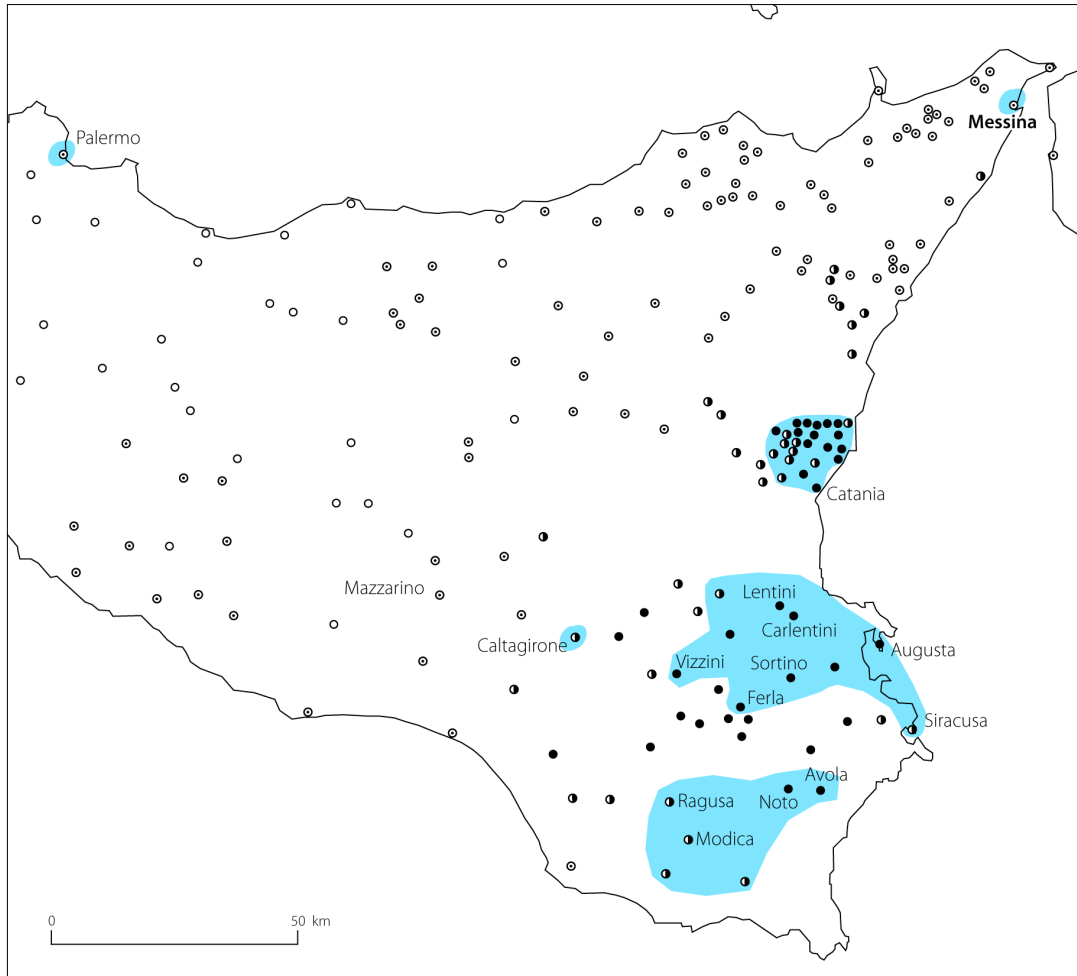 Palermo
Messina
Catania
Mazzarino
Lentini
Carlentini
Caltagirone
Augusta
Vizzini
Sortino
Ferla
Siracusa
Avola
Ragusa
Noto
Modica
0
50 km